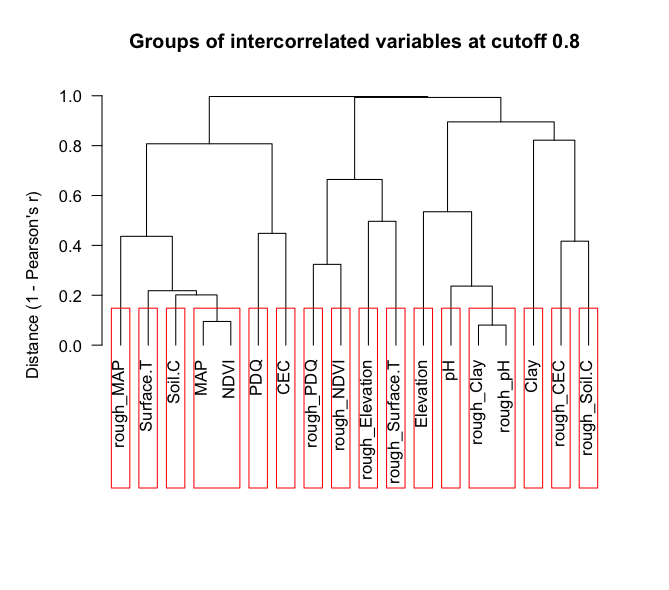 Groups of intercorrelated variables at cutoff 0.8
Distance (1 - Pearson's r)
1.0
0.8
0.6
0.4
0.2
0.0
rough_MAP
Surface.T
Soil.C
MAP
NDVI
PDQ
CEC
rough_PDQ
rough_NDVI
rough_Elevation
rough_Surface.T
Elevation
pH
rough_Clay
rough_pH
Clay
rough_CEC
rough_Soil.C